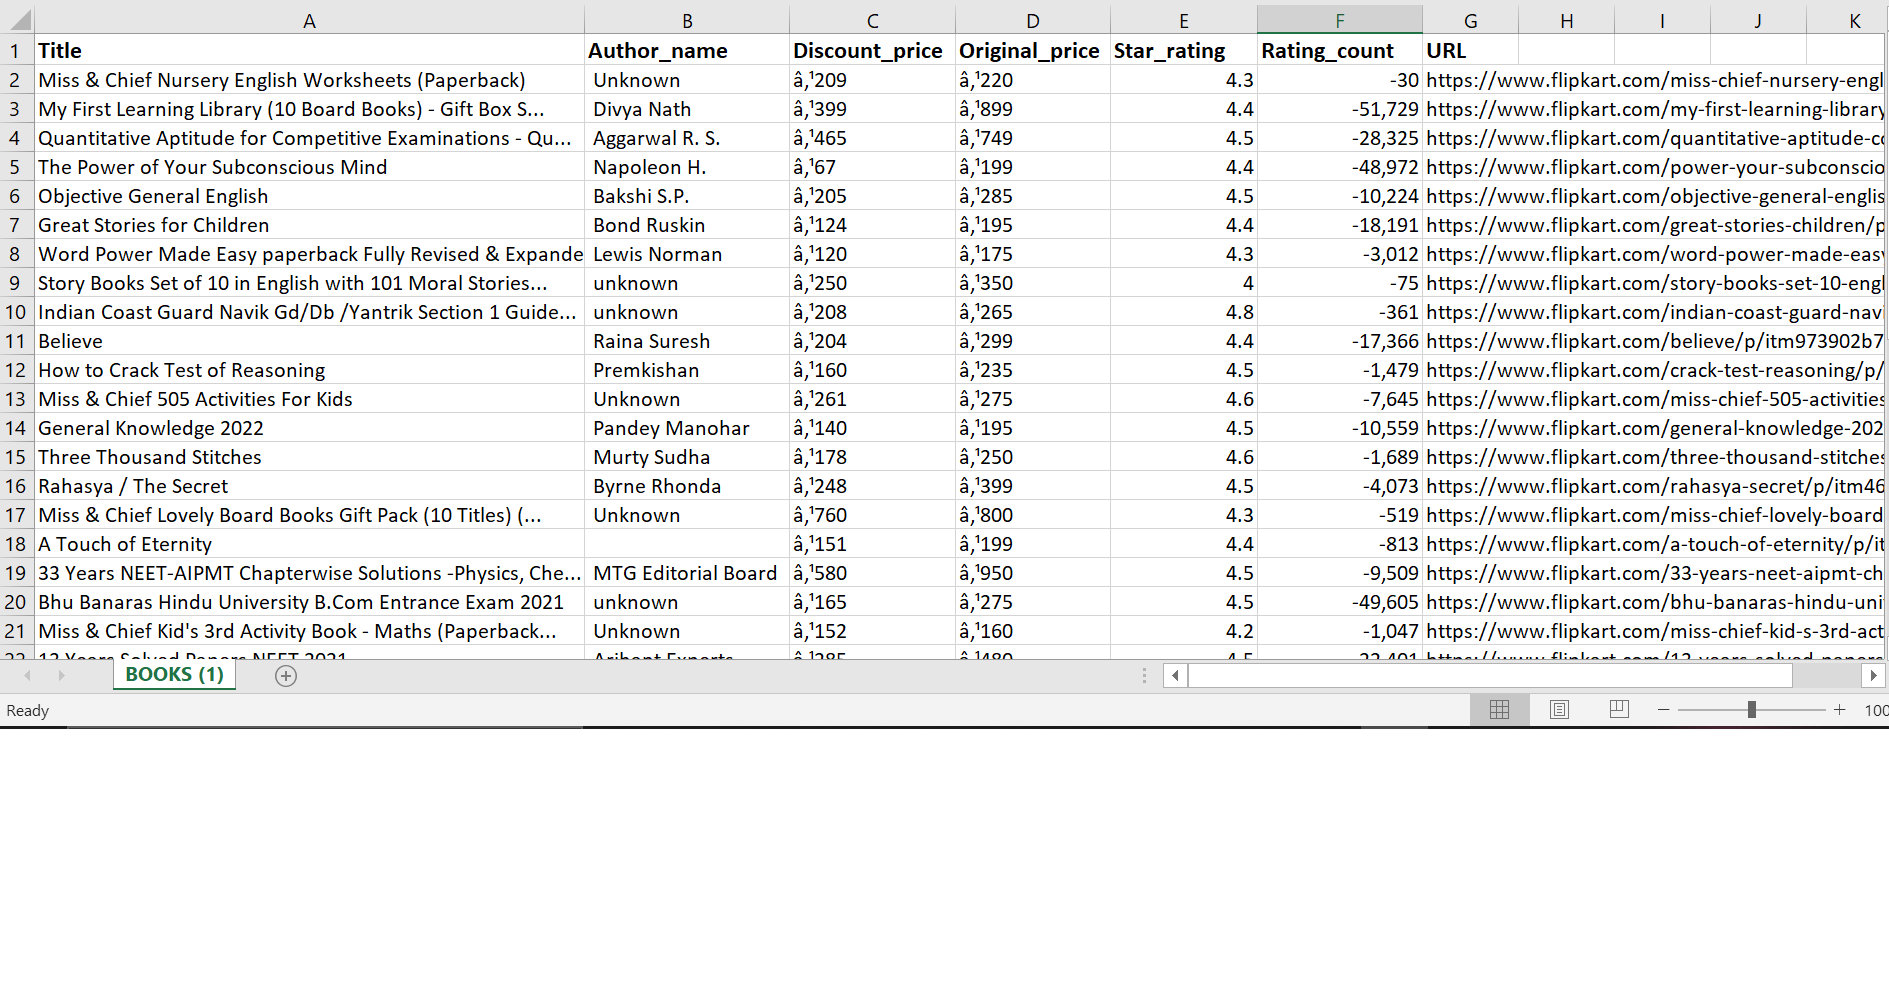 A B C D E F G H I J K
1 Title Author_name Discount_price Original_price Star_rating Rating_count URL
2 Miss & Chief Nursery English Worksheets (Paperback) Unknown â‚¹209 â‚¹220 4.3 -30 https://www.flipkart.com/miss-chief-nursery-engl
3 My First Learning Library (10 Board Books) - Gift Box S... Divya Nath â‚¹399 â‚¹899 4.4 -51,729 https://www.flipkart.com/my-first-learning-library
4 Quantitative Aptitude for Competitive Examinations - Qu... Aggarwal R. S. â‚¹465 â‚¹749 4.5 -28,325 https://www.flipkart.com/quantitative-aptitude-co
5 The Power of Your Subconscious Mind Napoleon H. â‚¹67 â‚¹199 4.4 -48,972 https://www.flipkart.com/power-your-subconscio
6 Objective General English Bakshi S.P. â‚¹205 â‚¹285 4.5 -10,224 https://www.flipkart.com/objective-general-englis
7 Great Stories for Children Bond Ruskin â‚¹124 â‚¹195 4.4 -18,191 https://www.flipkart.com/great-stories-children/p
8 Word Power Made Easy paperback Fully Revised & Expande Lewis Norman â‚¹120 â‚¹175 4.3 -3,012 https://www.flipkart.com/word-power-made-easy
9 Story Books Set of 10 in English with 101 Moral Stories... unknown â‚¹250 â‚¹350 4 -75 https://www.flipkart.com/story-books-set-10-engl
10 Indian Coast Guard Navik Gd/Db /Yantrik Section 1 Guide... unknown â‚¹208 â‚¹265 4.8 -361 https://www.flipkart.com/indian-coast-guard-navi
11 Believe Raina Suresh â‚¹204 â‚¹299 4.4 -17,366 https://www.flipkart.com/believe/p/itm973902b7
12 How to Crack Test of Reasoning Premkishan â‚¹160 â‚¹235 4.5 -1,479 https://www.flipkart.com/crack-test-reasoning/p/
13 Miss & Chief 505 Activities For Kids Unknown â‚¹261 â‚¹275 4.6 -7,645 https://www.flipkart.com/miss-chief-505-activities
14 General Knowledge 2022 Pandey Manohar â‚¹140 â‚¹195 4.5 -10,559 https://www.flipkart.com/general-knowledge-202
15 Three Thousand Stitches Murty Sudha â‚¹178 â‚¹250 4.6 -1,689 https://www.flipkart.com/three-thousand-stitches
16 Rahasya / The Secret Byrne Rhonda â‚¹248 â‚¹399 4.5 -4,073 https://www.flipkart.com/rahasya-secret/p/itm46
17 Miss & Chief Lovely Board Books Gift Pack (10 Titles) (... Unknown â‚¹760 â‚¹800 4.3 -519 https://www.flipkart.com/miss-chief-lovely-board
18 A Touch of Eternity â‚¹151 â‚¹199 4.4 -813 https://www.flipkart.com/a-touch-of-eternity/p/it
19 33 Years NEET-AIPMT Chapterwise Solutions -Physics, Che... MTG Editorial Board â‚¹580 â‚¹950 4.5 -9,509 https://www.flipkart.com/33-years-neet-aipmt-ch
20 Bhu Banaras Hindu University B.Com Entrance Exam 2021 unknown â‚¹165 â‚¹275 4.5 -49,605 https://www.flipkart.com/bhu-banaras-hindu-uni
21 Miss & Chief Kid's 3rd Activity Book - Maths (Paperback... Unknown â‚¹152 â‚¹160 4.2 -1,047 https://www.flipkart.com/miss-chief-kid-s-3rd-act
BOOKS (1)
Ready 100